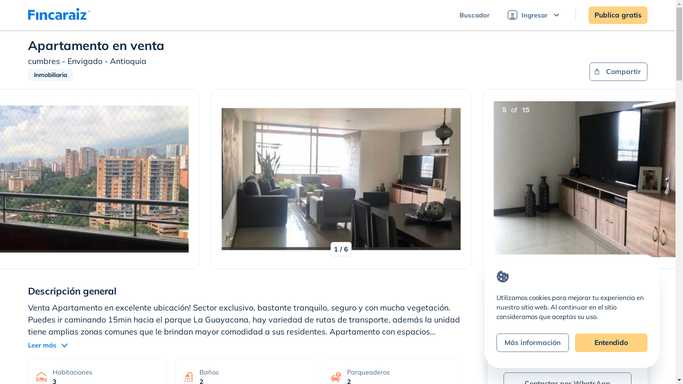 Fincaraiz
Buscador
Ingresar
Publica gratis
Apartamento en venta
cumbres - Envigado - Antioquia
Inmobiliaria
Compartir
5 of 15
1 / 6
Descripción general
Venta Apartamento en excelente ubicación! Sector exclusivo, bastante tranquilo, seguro y con mucha vegetación.
Puedes ir caminando 15min hacia el parque La Guayacana, hay variedad de rutas de transporte, además la unidad
tiene amplias zonas comunes que le brindan mayor comodidad a sus residentes. Apartamento con espacios...
Leer más
Habitaciones
3
Baños
2
Parqueaderos
2
Utilizamos cookies para mejorar tu experiencia en
nuestro sitio web. Al continuar en el sitio
consideramos que aceptas su uso.
Más información
Entendido
Contactar por WhatsApp